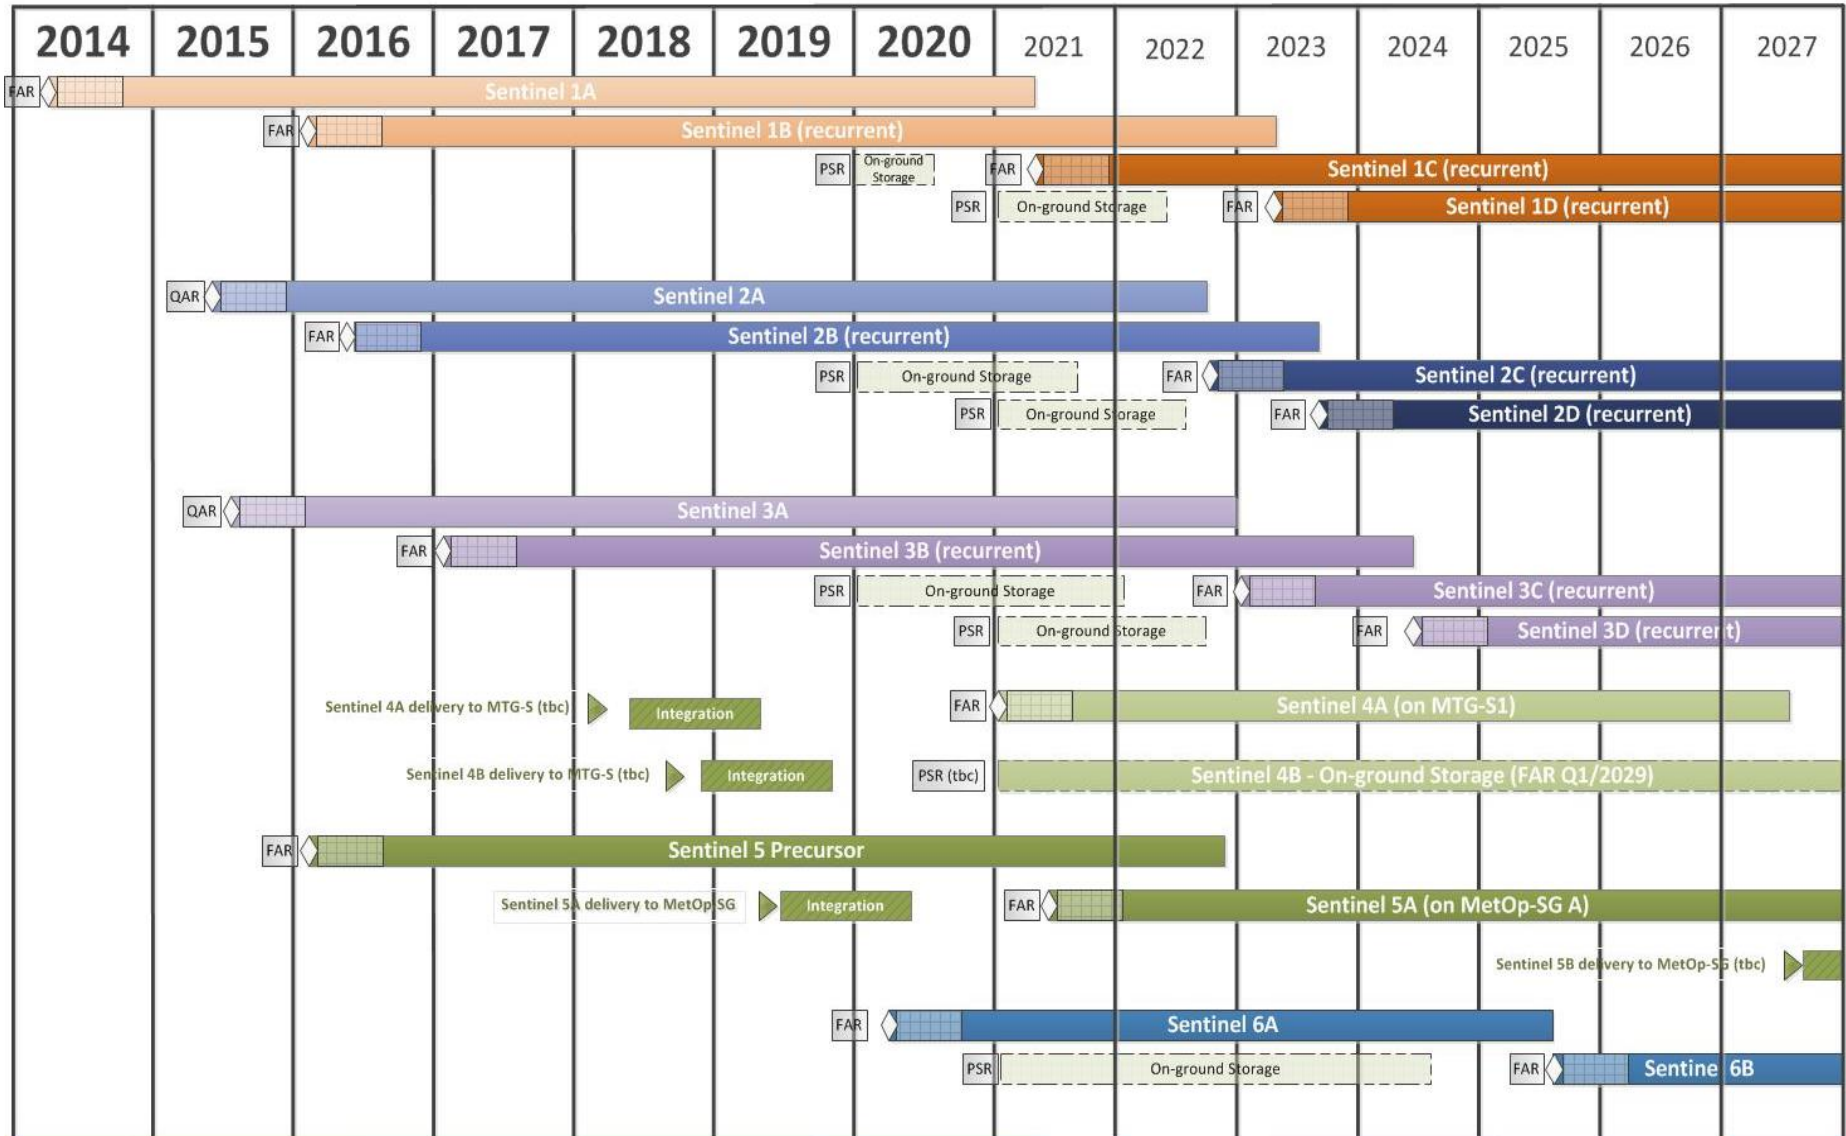 2014 2015 2016 2017 2018 2019 2020 2021 2022 2023 2024 2025 2026 2027
FAR Sentinel 1A
FAR Sentinel 1B (recurrent)
PSR On-ground
Storage
FAR Sentinel 1C (recurrent)
PSR On-ground Storage FAR Sentinel 1D (recurrent)
QAR Sentinel 2A
FAR Sentinel 2B (recurrent)
PSR On-ground Storage FAR Sentinel 2C (recurrent)
PSR On-ground Storage FAR Sentinel 2D (recurrent)
QAR Sentinel 3A
FAR Sentinel 3B (recurrent)
PSR On-ground Storage FAR Sentinel 3C (recurrent)
PSR On-ground Storage FAR Sentinel 3D (recurrent)
Sentinel 4A delivery to MTG-S (tbc) Integration FAR Sentinel 4A (on MTG-S1)
Sentinel 4B delivery to MTG-S (tbc) Integration PSR (tbc) Sentinel 4B - On-ground Storage (FAR Q1/2029)
FAR Sentinel 5 Precursor
Sentinel 5A delivery to MetOp-SG Integration FAR Sentinel 5A (on MetOp-SG A)
Sentinel 5B delivery to MetOp-SG (tbc)
FAR Sentinel 6A
PSR On-ground Storage FAR Sentinel 6B